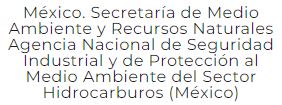 México. Secretaría de Medio
Ambiente y Recursos Naturales
Agencia Nacional de Seguridad
Industrial y de Protección al
Medio Ambiente del Sector
Hidrocarburos (México)